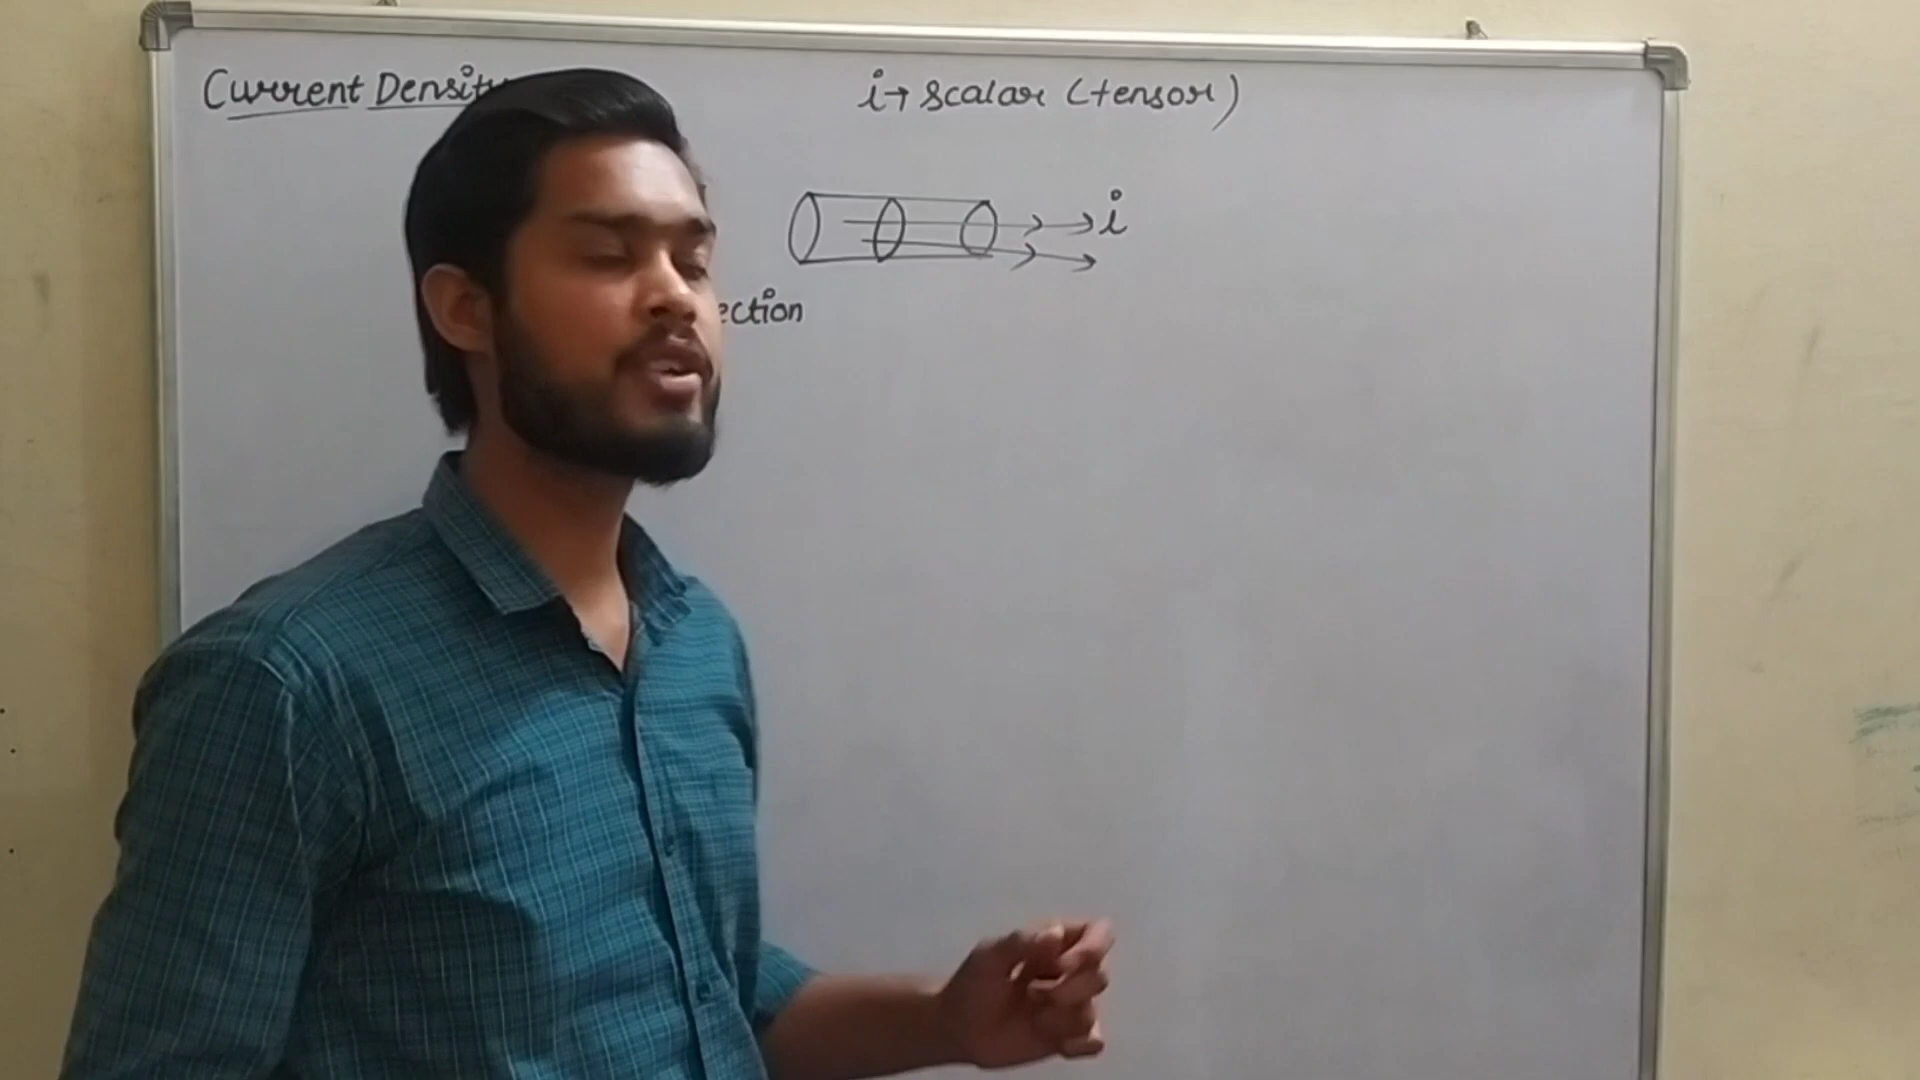 Current Density
i → scalar (tensor)
i
ection